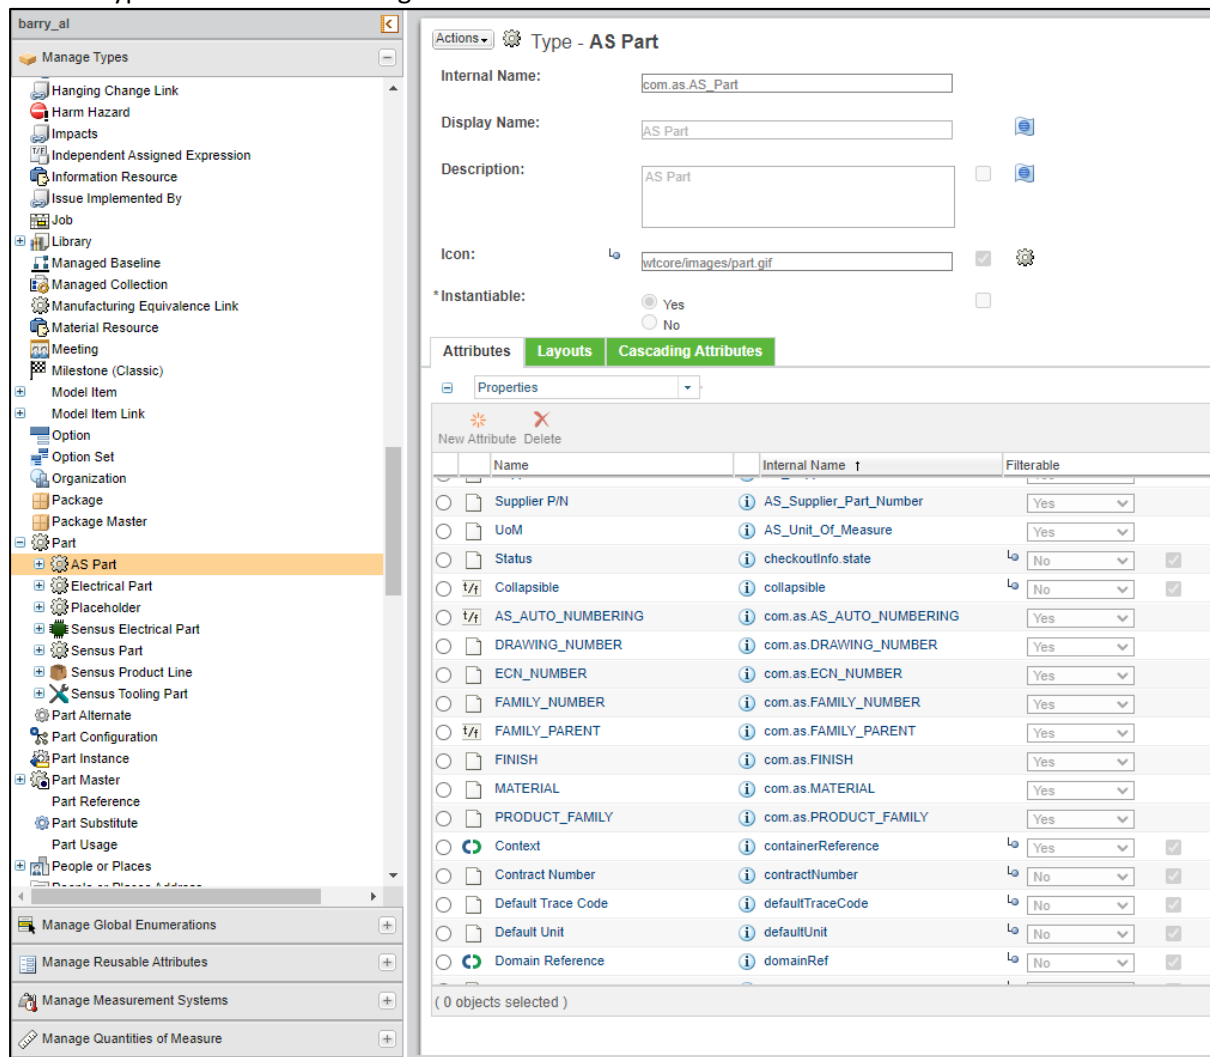 barry_al
Manage Types
Hanging Change Link
Harm Hazard
Impacts
Independent Assigned Expression
Information Resource
Issue Implemented By
Job
Library
Managed Baseline
Managed Collection
Manufacturing Equivalence Link
Material Resource
Meeting
Milestone (Classic)
Model Item
Model Item Link
Option
Option Set
Organization
Package
Package Master
Part
AS Part
Electrical Part
Placeholder
Sensus Electrical Part
Sensus Part
Sensus Product Line
Sensus Tooling Part
Part Alternate
Part Configuration
Part Instance
Part Master
Part Reference
Part Substitute
Part Usage
People or Places
Manage Global Enumerations
Manage Reusable Attributes
Manage Measurement Systems
Manage Quantities of Measure
Actions Type - AS Part
Internal Name: com.as.AS_Part
Display Name: AS Part
Description: AS Part
Icon: wtcore/images/part.gif
*Instantiable: Yes
No
Attributes Layouts Cascading Attributes
Properties
New Attribute Delete
Name Internal Name ↑ Filterable
Supplier P/N AS_Supplier_Part_Number Yes
UoM AS_Unit_Of_Measure Yes
Status checkoutInfo.state No
t/f Collapsible collapsible No
t/f AS_AUTO_NUMBERING com.as.AS_AUTO_NUMBERING Yes
DRAWING_NUMBER com.as.DRAWING_NUMBER Yes
ECN_NUMBER com.as.ECN_NUMBER Yes
FAMILY_NUMBER com.as.FAMILY_NUMBER Yes
t/f FAMILY_PARENT com.as.FAMILY_PARENT Yes
FINISH com.as.FINISH Yes
MATERIAL com.as.MATERIAL Yes
PRODUCT_FAMILY com.as.PRODUCT_FAMILY Yes
Context containerReference Yes
Contract Number contractNumber No
Default Trace Code defaultTraceCode No
Default Unit defaultUnit No
Domain Reference domainRef No
( 0 objects selected )